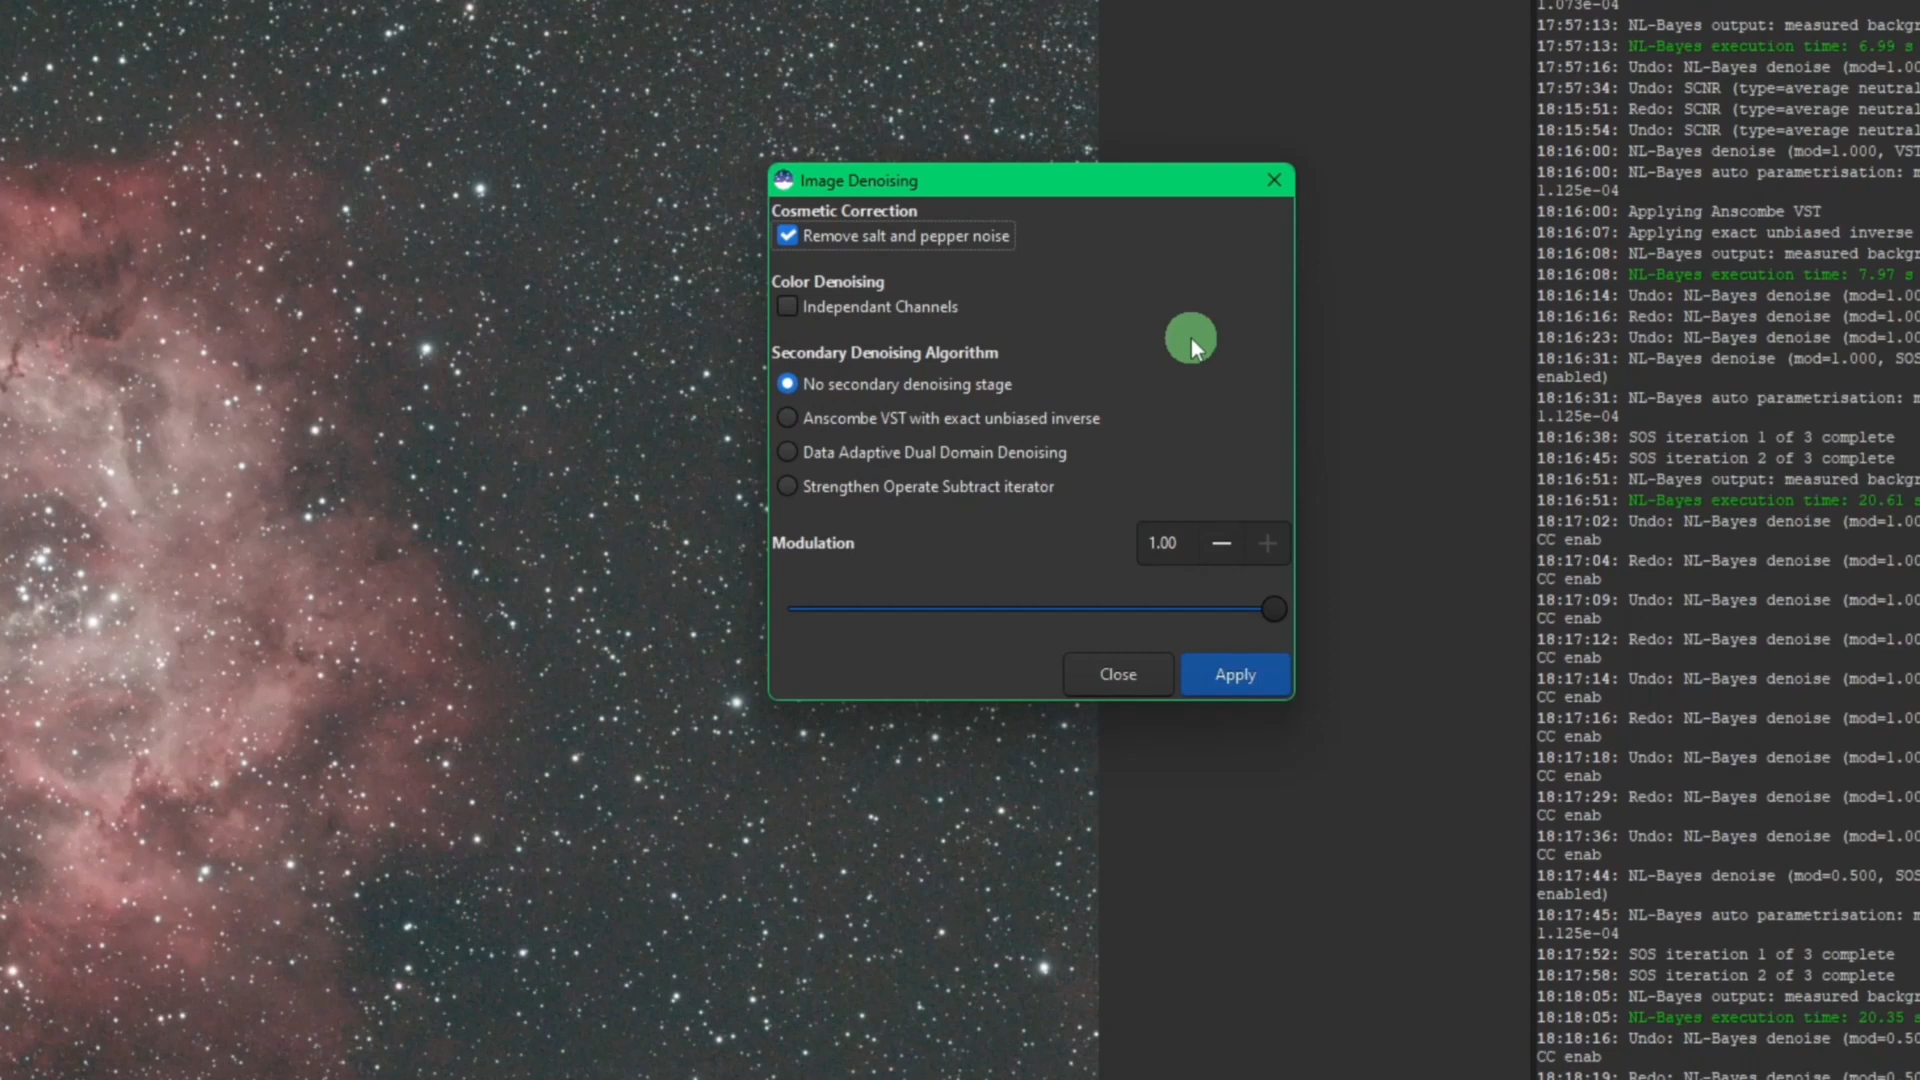 Image Denoising
Cosmetic Correction
Remove salt and pepper noise
Color Denoising
Independant Channels
Secondary Denoising Algorithm
No secondary denoising stage
Anscombe VST with exact unbiased inverse
Data Adaptive Dual Domain Denoising
Strengthen Operate Subtract iterator
Modulation
1.00
Close
Apply
1.073e-04
17:57:13: NL-Bayes output: measured backgr
17:57:13: NL-Bayes execution time: 6.99 s
17:57:16: Undo: NL-Bayes denoise (mod=1.00
17:57:34: Undo: SCNR (type=average neutral
18:15:51: Redo: SCNR (type=average neutral
18:15:54: Undo: SCNR (type=average neutral
18:16:00: NL-Bayes denoise (mod=1.000, VST
18:16:00: NL-Bayes auto parametrisation: m
1.125e-04
18:16:00: Applying Anscombe VST
18:16:07: Applying exact unbiased inverse
18:16:08: NL-Bayes output: measured backgr
18:16:08: NL-Bayes execution time: 7.97 s
18:16:14: Undo: NL-Bayes denoise (mod=1.00
18:16:16: Redo: NL-Bayes denoise (mod=1.00
18:16:23: Undo: NL-Bayes denoise (mod=1.00
18:16:31: NL-Bayes denoise (mod=1.000, SOS
enabled)
18:16:31: NL-Bayes auto parametrisation: m
1.125e-04
18:16:38: SOS iteration 1 of 3 complete
18:16:45: SOS iteration 2 of 3 complete
18:16:51: NL-Bayes output: measured backgr
18:16:51: NL-Bayes execution time: 20.61 s
18:17:02: Undo: NL-Bayes denoise (mod=1.00
CC enab
18:17:04: Redo: NL-Bayes denoise (mod=1.00
CC enab
18:17:09: Undo: NL-Bayes denoise (mod=1.00
CC enab
18:17:12: Redo: NL-Bayes denoise (mod=1.00
CC enab
18:17:14: Undo: NL-Bayes denoise (mod=1.00
CC enab
18:17:16: Redo: NL-Bayes denoise (mod=1.00
CC enab
18:17:18: Undo: NL-Bayes denoise (mod=1.00
CC enab
18:17:29: Redo: NL-Bayes denoise (mod=1.00
CC enab
18:17:36: Undo: NL-Bayes denoise (mod=1.00
CC enab
18:17:44: NL-Bayes denoise (mod=0.500, SOS
enabled)
18:17:45: NL-Bayes auto parametrisation: m
1.125e-04
18:17:52: SOS iteration 1 of 3 complete
18:17:58: SOS iteration 2 of 3 complete
18:18:05: NL-Bayes output: measured backgr
18:18:05: NL-Bayes execution time: 20.35 s
18:18:16: Undo: NL-Bayes denoise (mod=0.50
CC enab
18:18:19: Redo: NL-Bayes denoise (mod=0.50